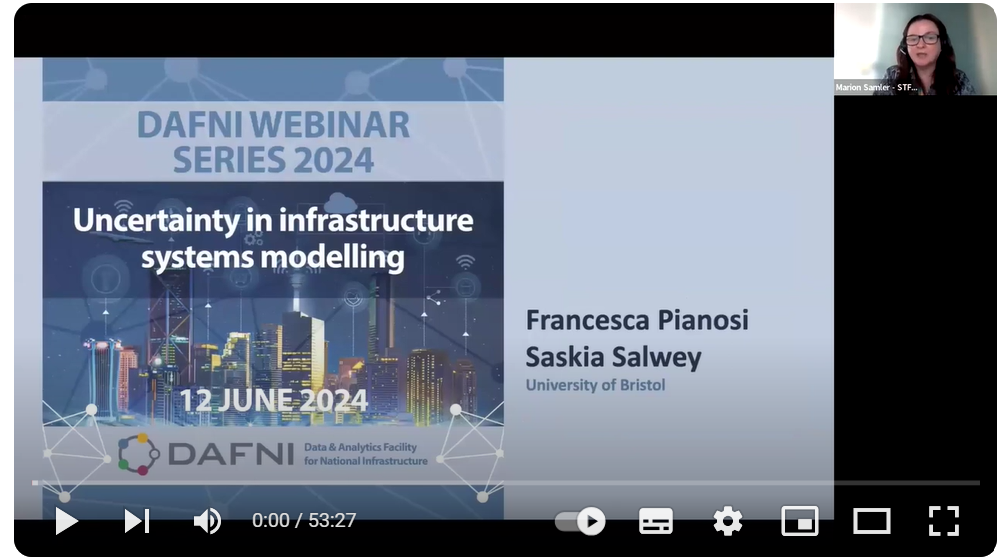 Marion Samler - STF...
DAFNI WEBINAR
SERIES 2024
Uncertainty in infrastructure
systems modelling
Francesca Pianosi
Saskia Salwey
University of Bristol
12 JUNE 2024
DAFNI
Data & Analytics Facility
for National Infrastructure
0:00 / 53:27